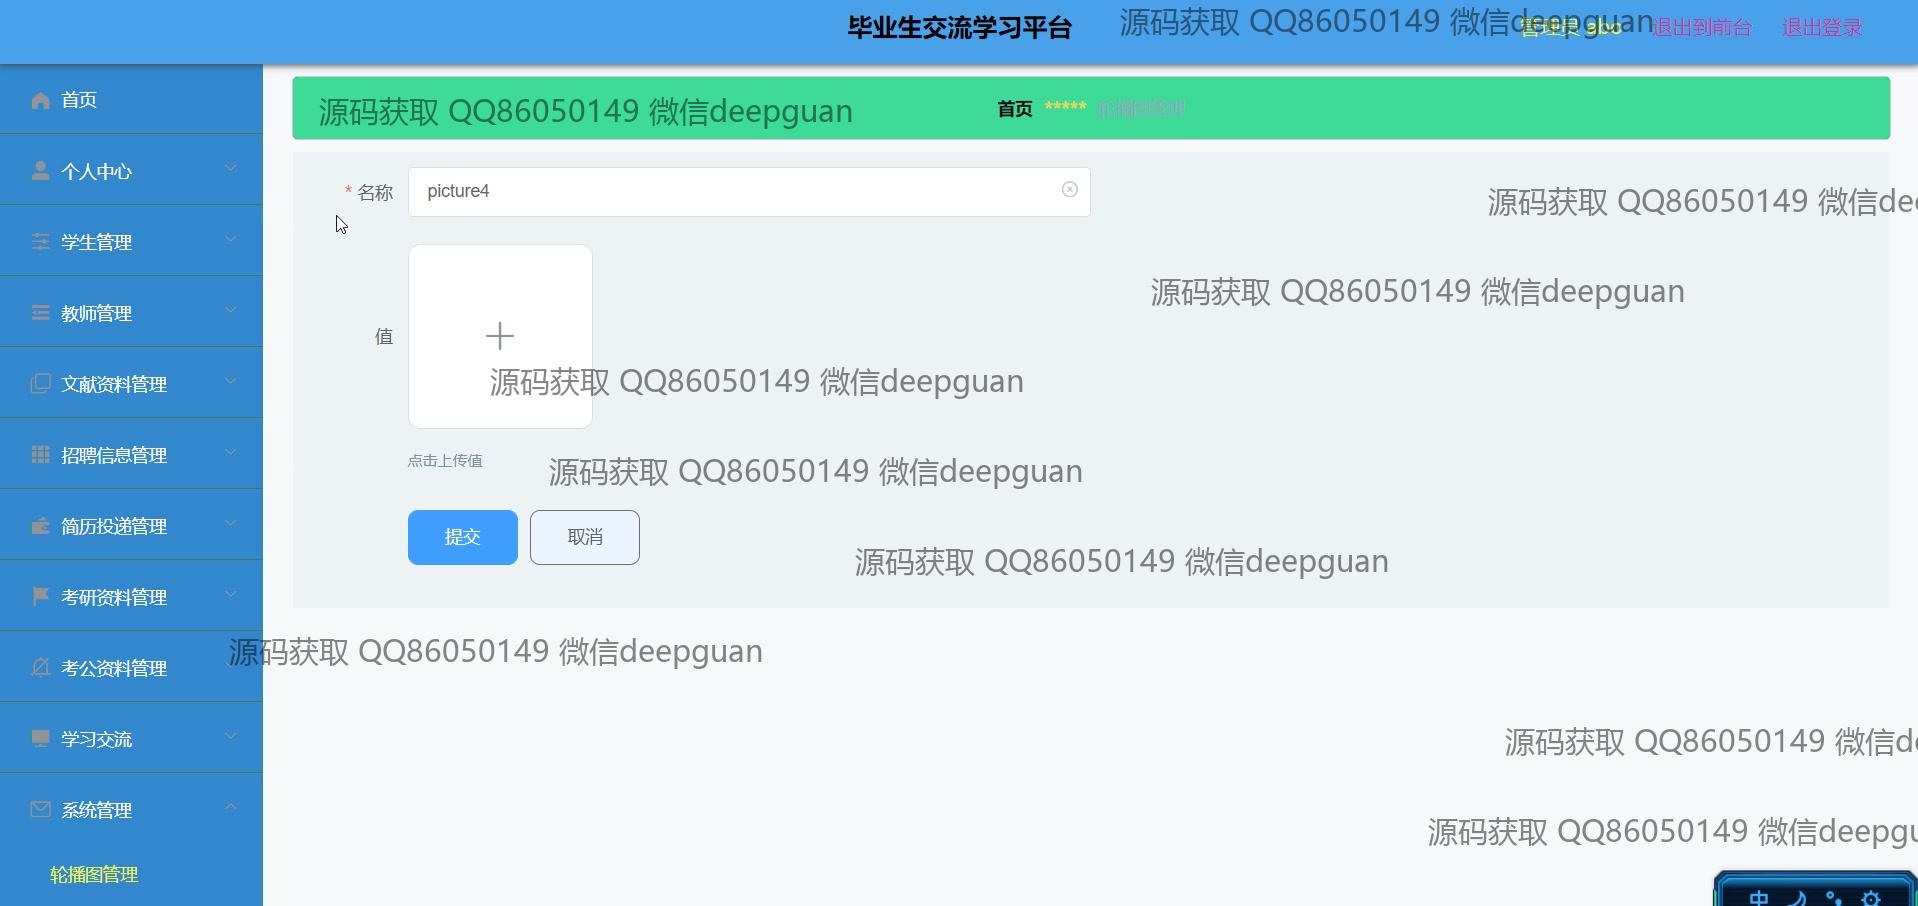 毕业生交流学习平台
源码获取 QQ86050149 微信deepguan
管理员 abo
退出到前台
退出登录
首页
个人中心
学生管理
教师管理
文献资料管理
招聘信息管理
简历投递管理
考研资料管理
考公资料管理
学习交流
系统管理
轮播图管理
源码获取 QQ86050149 微信deepguan
首页 ***** 轮播图管理
* 名称
picture4
源码获取 QQ86050149 微信dee
源码获取 QQ86050149 微信deepguan
值
源码获取 QQ86050149 微信deepguan
点击上传值
源码获取 QQ86050149 微信deepguan
提交
取消
源码获取 QQ86050149 微信deepguan
源码获取 QQ86050149 微信deepguan
源码获取 QQ86050149 微信de
源码获取 QQ86050149 微信deepgu
中